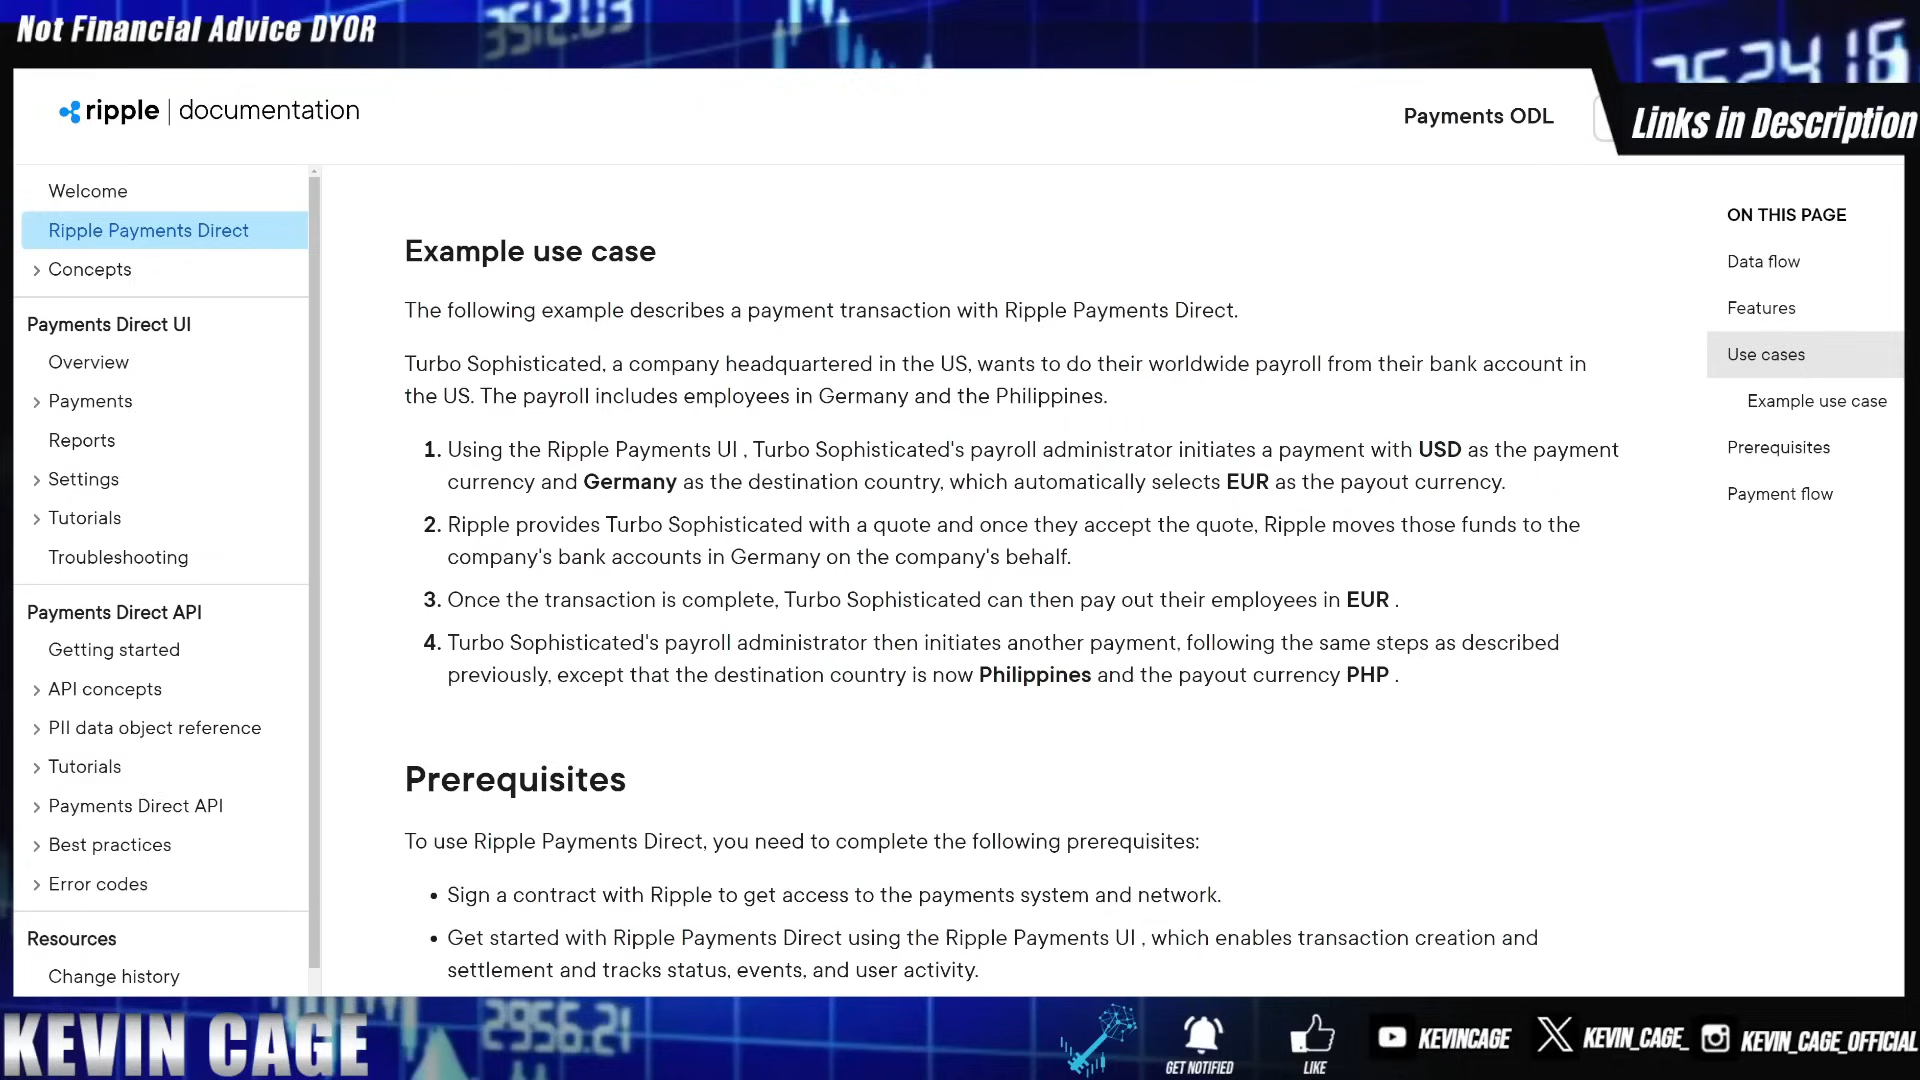 Not Financial Advice DYOR
3512.03
3524.16
Links in Description
ripple | documentation
Payments ODL
Welcome
Ripple Payments Direct
Concepts
Payments Direct UI
Overview
Payments
Reports
Settings
Tutorials
Troubleshooting
Payments Direct API
Getting started
API concepts
PII data object reference
Tutorials
Payments Direct API
Best practices
Error codes
Resources
Change history
Example use case
The following example describes a payment transaction with Ripple Payments Direct.
Turbo Sophisticated, a company headquartered in the US, wants to do their worldwide payroll from their bank account in
the US. The payroll includes employees in Germany and the Philippines.
1. Using the Ripple Payments UI , Turbo Sophisticated's payroll administrator initiates a payment with USD as the payment
currency and Germany as the destination country, which automatically selects EUR as the payout currency.
2. Ripple provides Turbo Sophisticated with a quote and once they accept the quote, Ripple moves those funds to the
company's bank accounts in Germany on the company's behalf.
3. Once the transaction is complete, Turbo Sophisticated can then pay out their employees in EUR .
4. Turbo Sophisticated's payroll administrator then initiates another payment, following the same steps as described
previously, except that the destination country is now Philippines and the payout currency PHP .
Prerequisites
To use Ripple Payments Direct, you need to complete the following prerequisites:
• Sign a contract with Ripple to get access to the payments system and network.
• Get started with Ripple Payments Direct using the Ripple Payments UI , which enables transaction creation and
settlement and tracks status, events, and user activity.
ON THIS PAGE
Data flow
Features
Use cases
Example use case
Prerequisites
Payment flow
KEVIN CAGE
2956.21
GET NOTIFIED
LIKE
KEVINCAGE
KEVIN_CAGE_
KEVIN_CAGE_OFFICIAL